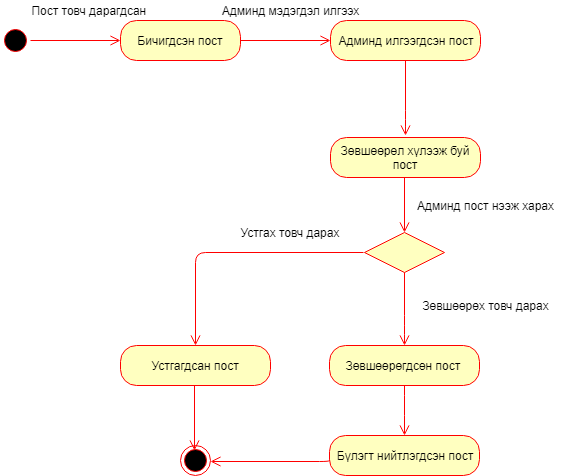 Пост товч дарагдсан
Админд мэдэгдэл илгээх
Бичигдсэн пост
Админд илгээгдсэн пост
Зөвшөөрөл хүлээж буй
пост
Админд пост нээж харах
Устгах товч дарах
Зөвшөөрөх товч дарах
Устгагдсан пост
Зөвшөөрөгдсөн пост
Бүлэгт нийтлэгдсэн пост